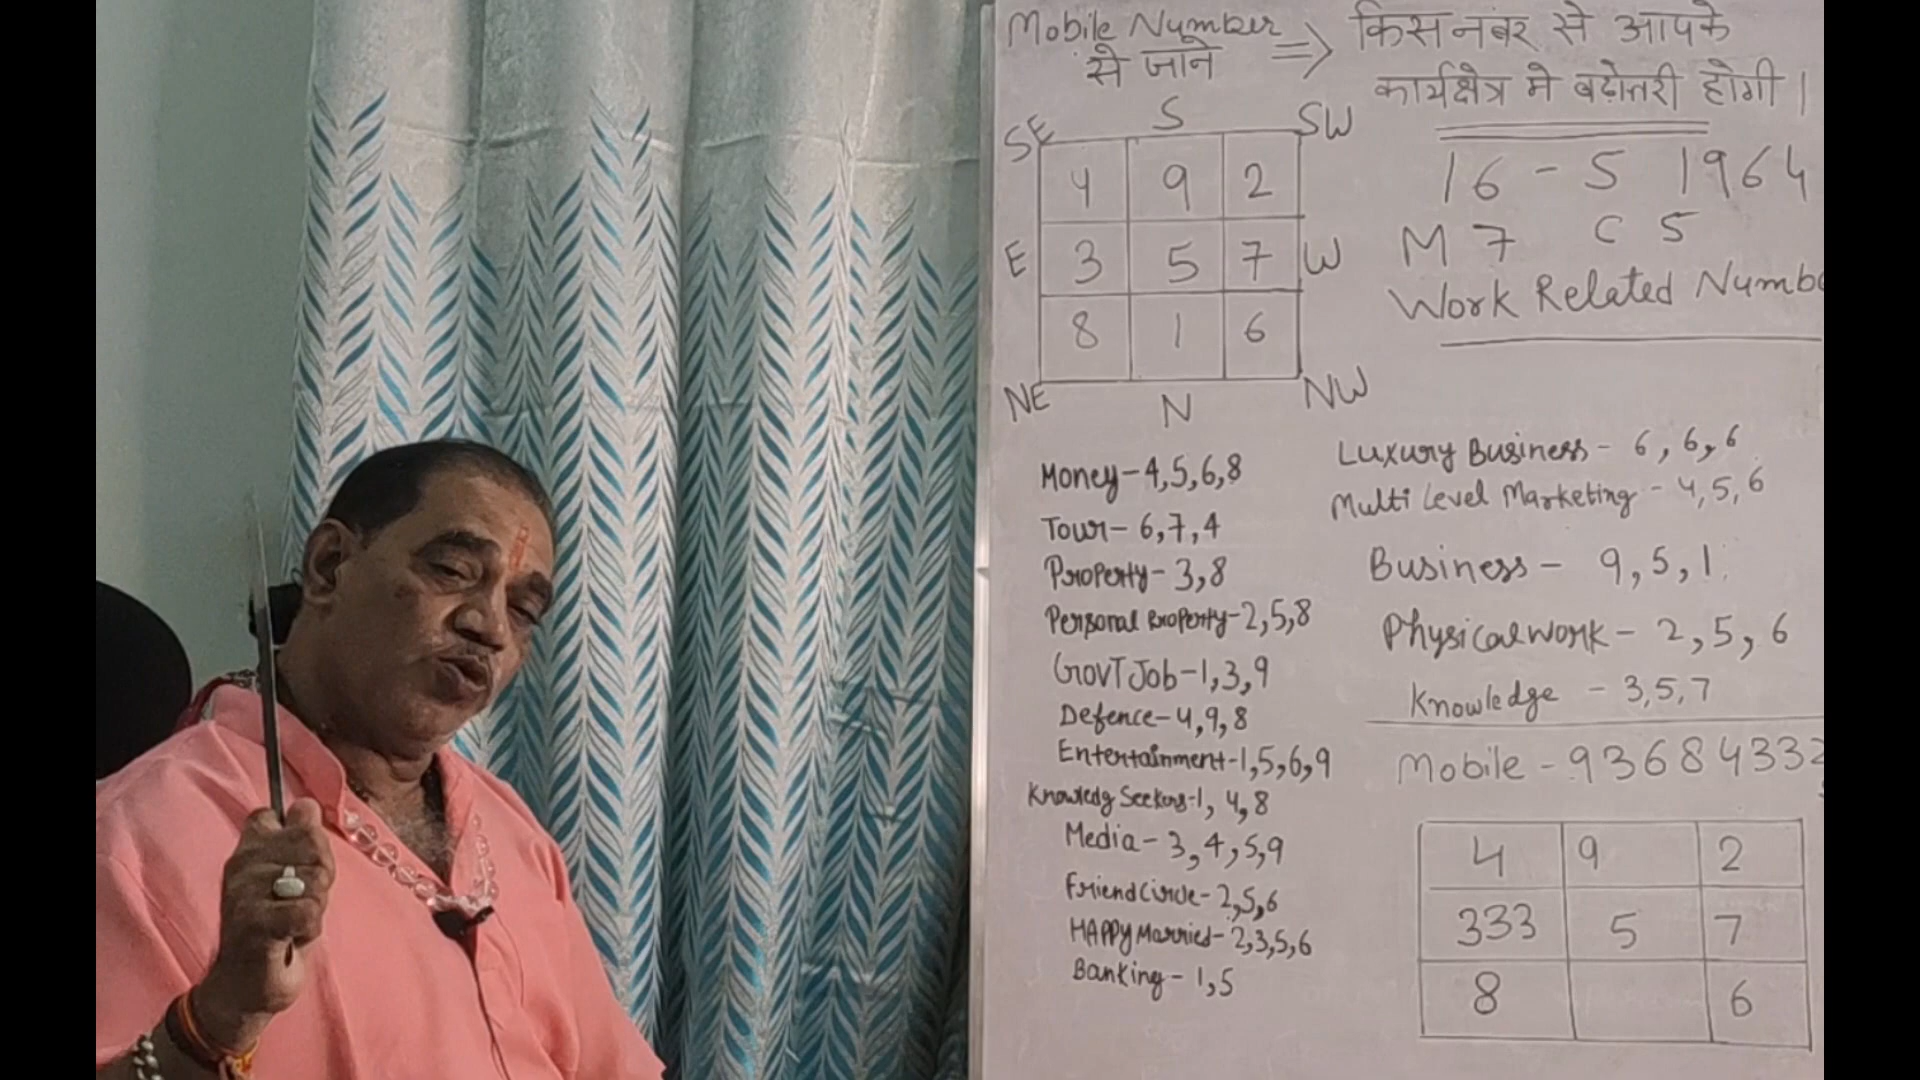 Mobile Number
से जाने
=> किस नंबर से आपके
कार्यक्षेत्र मे बढ़ोत्तरी होगी।
SE S SW
4 9 2
E 3 5 7 W
8 1 6
NE N NW
16 - 5 1964
M 7 C 5
Work Related
Money - 4,5,6,8
Tour - 6,7,4
Property - 3,8
Personal Property - 2,5,8
Govt Job - 1,3,9
Defence - 4,9,8
Entertainment - 1,5,6,9
Knowledg Seekers - 1, 4,8
Media - 3,4,5,9
Friend Circle - 2,5,6
HAPPY Married - 2,3,5,6
Banking - 1,5
Luxury Business - 6,6,6
Multi Level Marketing - 4,5,6
Business - 9,5,1
Physical work - 2,5,6
Knowledge - 3,5,7
Mobile - 93684332
4 9 2
333 5 7
8 6